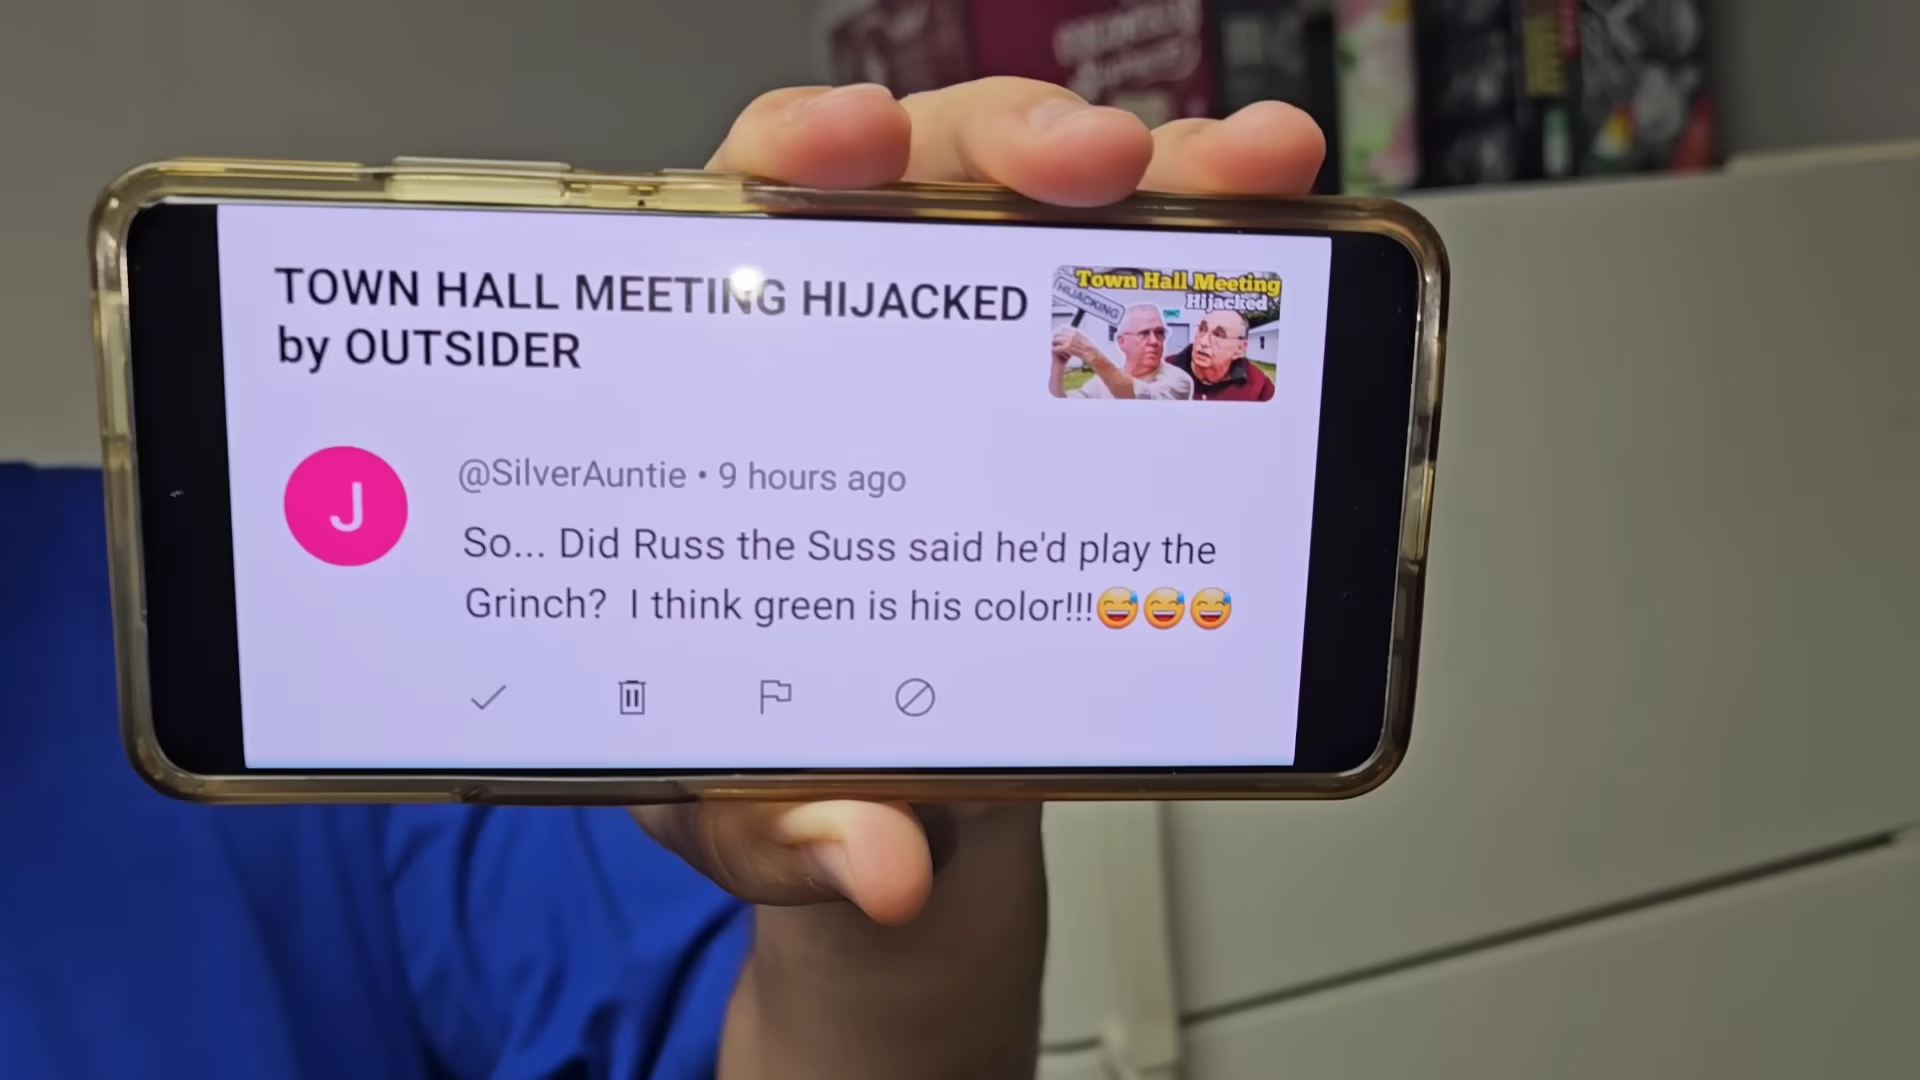 TOWN HALL MEETING HIJACKED
by OUTSIDER
Town Hall Meeting
Hijacked
HIJACKING
J
@SilverAuntie • 9 hours ago
So... Did Russ the Suss said he'd play the
Grinch? I think green is his color!!!😅😅😅